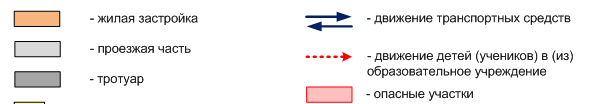 - жилая застройка
- проезжая часть
- тротуар
- движение транспортных средств
- движение детей (учеников) в (из)
образовательное учреждение
- опасные участки